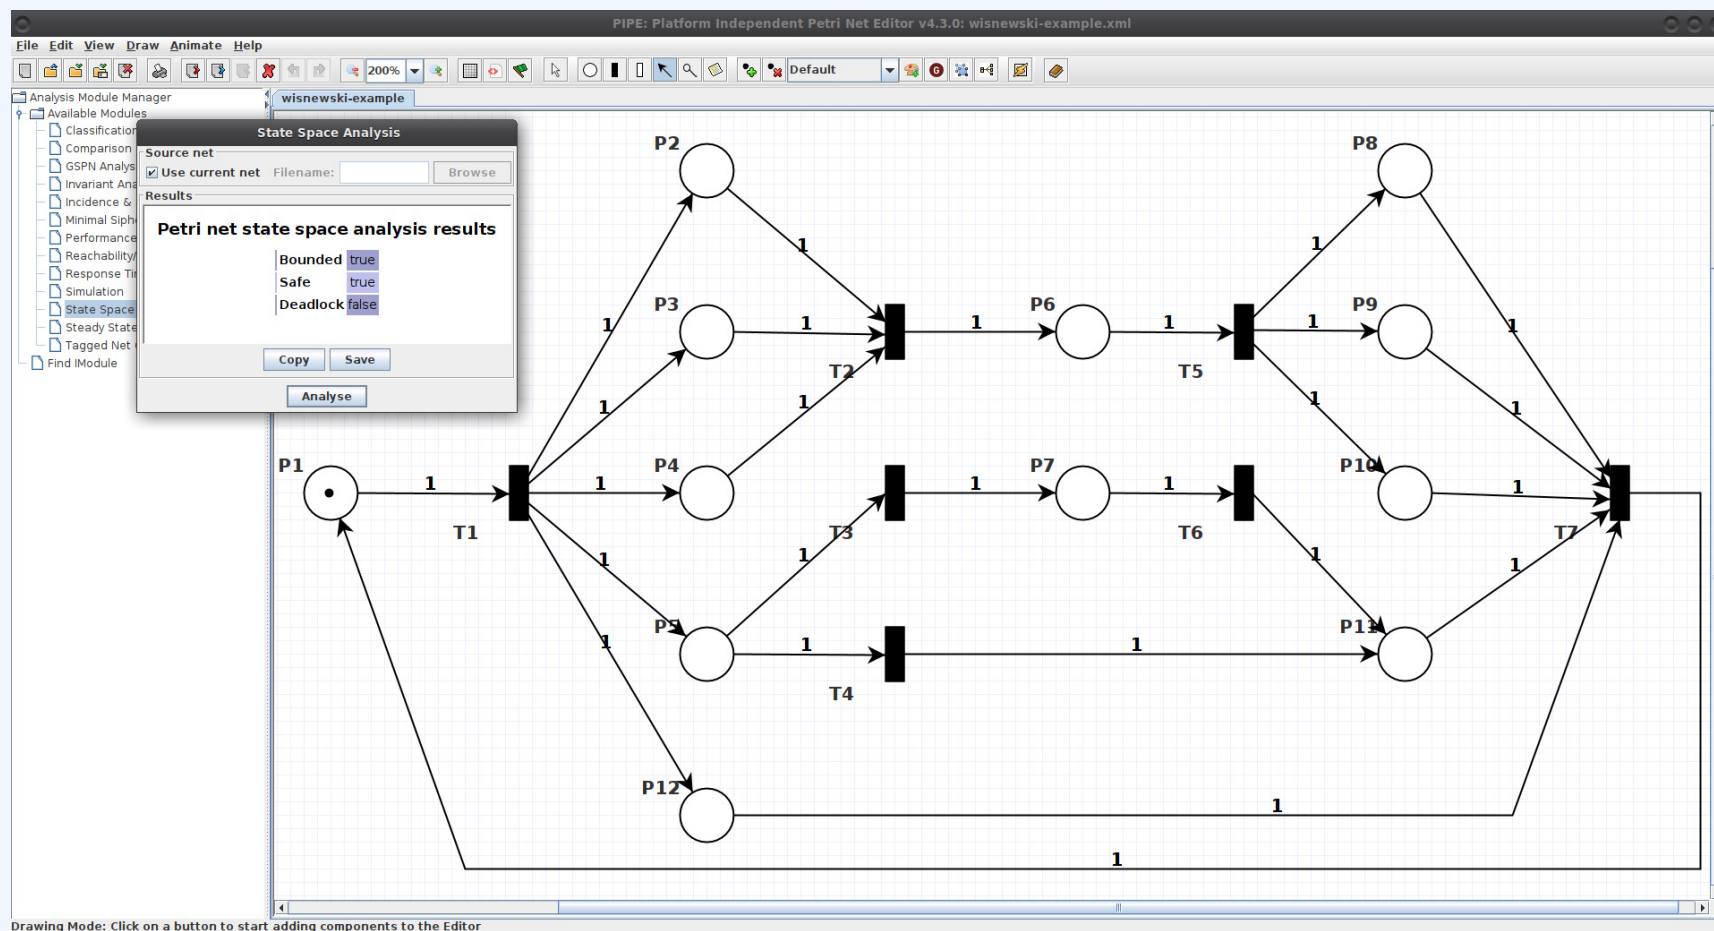 PIPE: Platform Independent Petri Net Editor v4.3.0: wisnewski-example.xml
File Edit View Draw Animate Help
200% Default
Analysis Module Manager
Available Modules
Classification
Comparison
GSPN Analys
Invariant Ana
Incidence &
Minimal Siph
Performance
Reachability/
Response Tir
Simulation
State Space
Steady State
Tagged Net
Find IModule
wisnewski-example
State Space Analysis
Source net
Use current net Filename: Browse
Results
Petri net state space analysis results
Bounded true
Safe true
Deadlock false
Copy Save
Analyse
P2 P8
1 1
P3 P6 P9
1 1 1 1 1 1
T2 T5
1 1 1 1
P1 P4 P7 P10
1 1 1 1 1
T1 T3 T6 T7
1 1 1 1
P5 P11
1 1 1
T4
P12
1
1
Drawing Mode: Click on a button to start adding components to the Editor